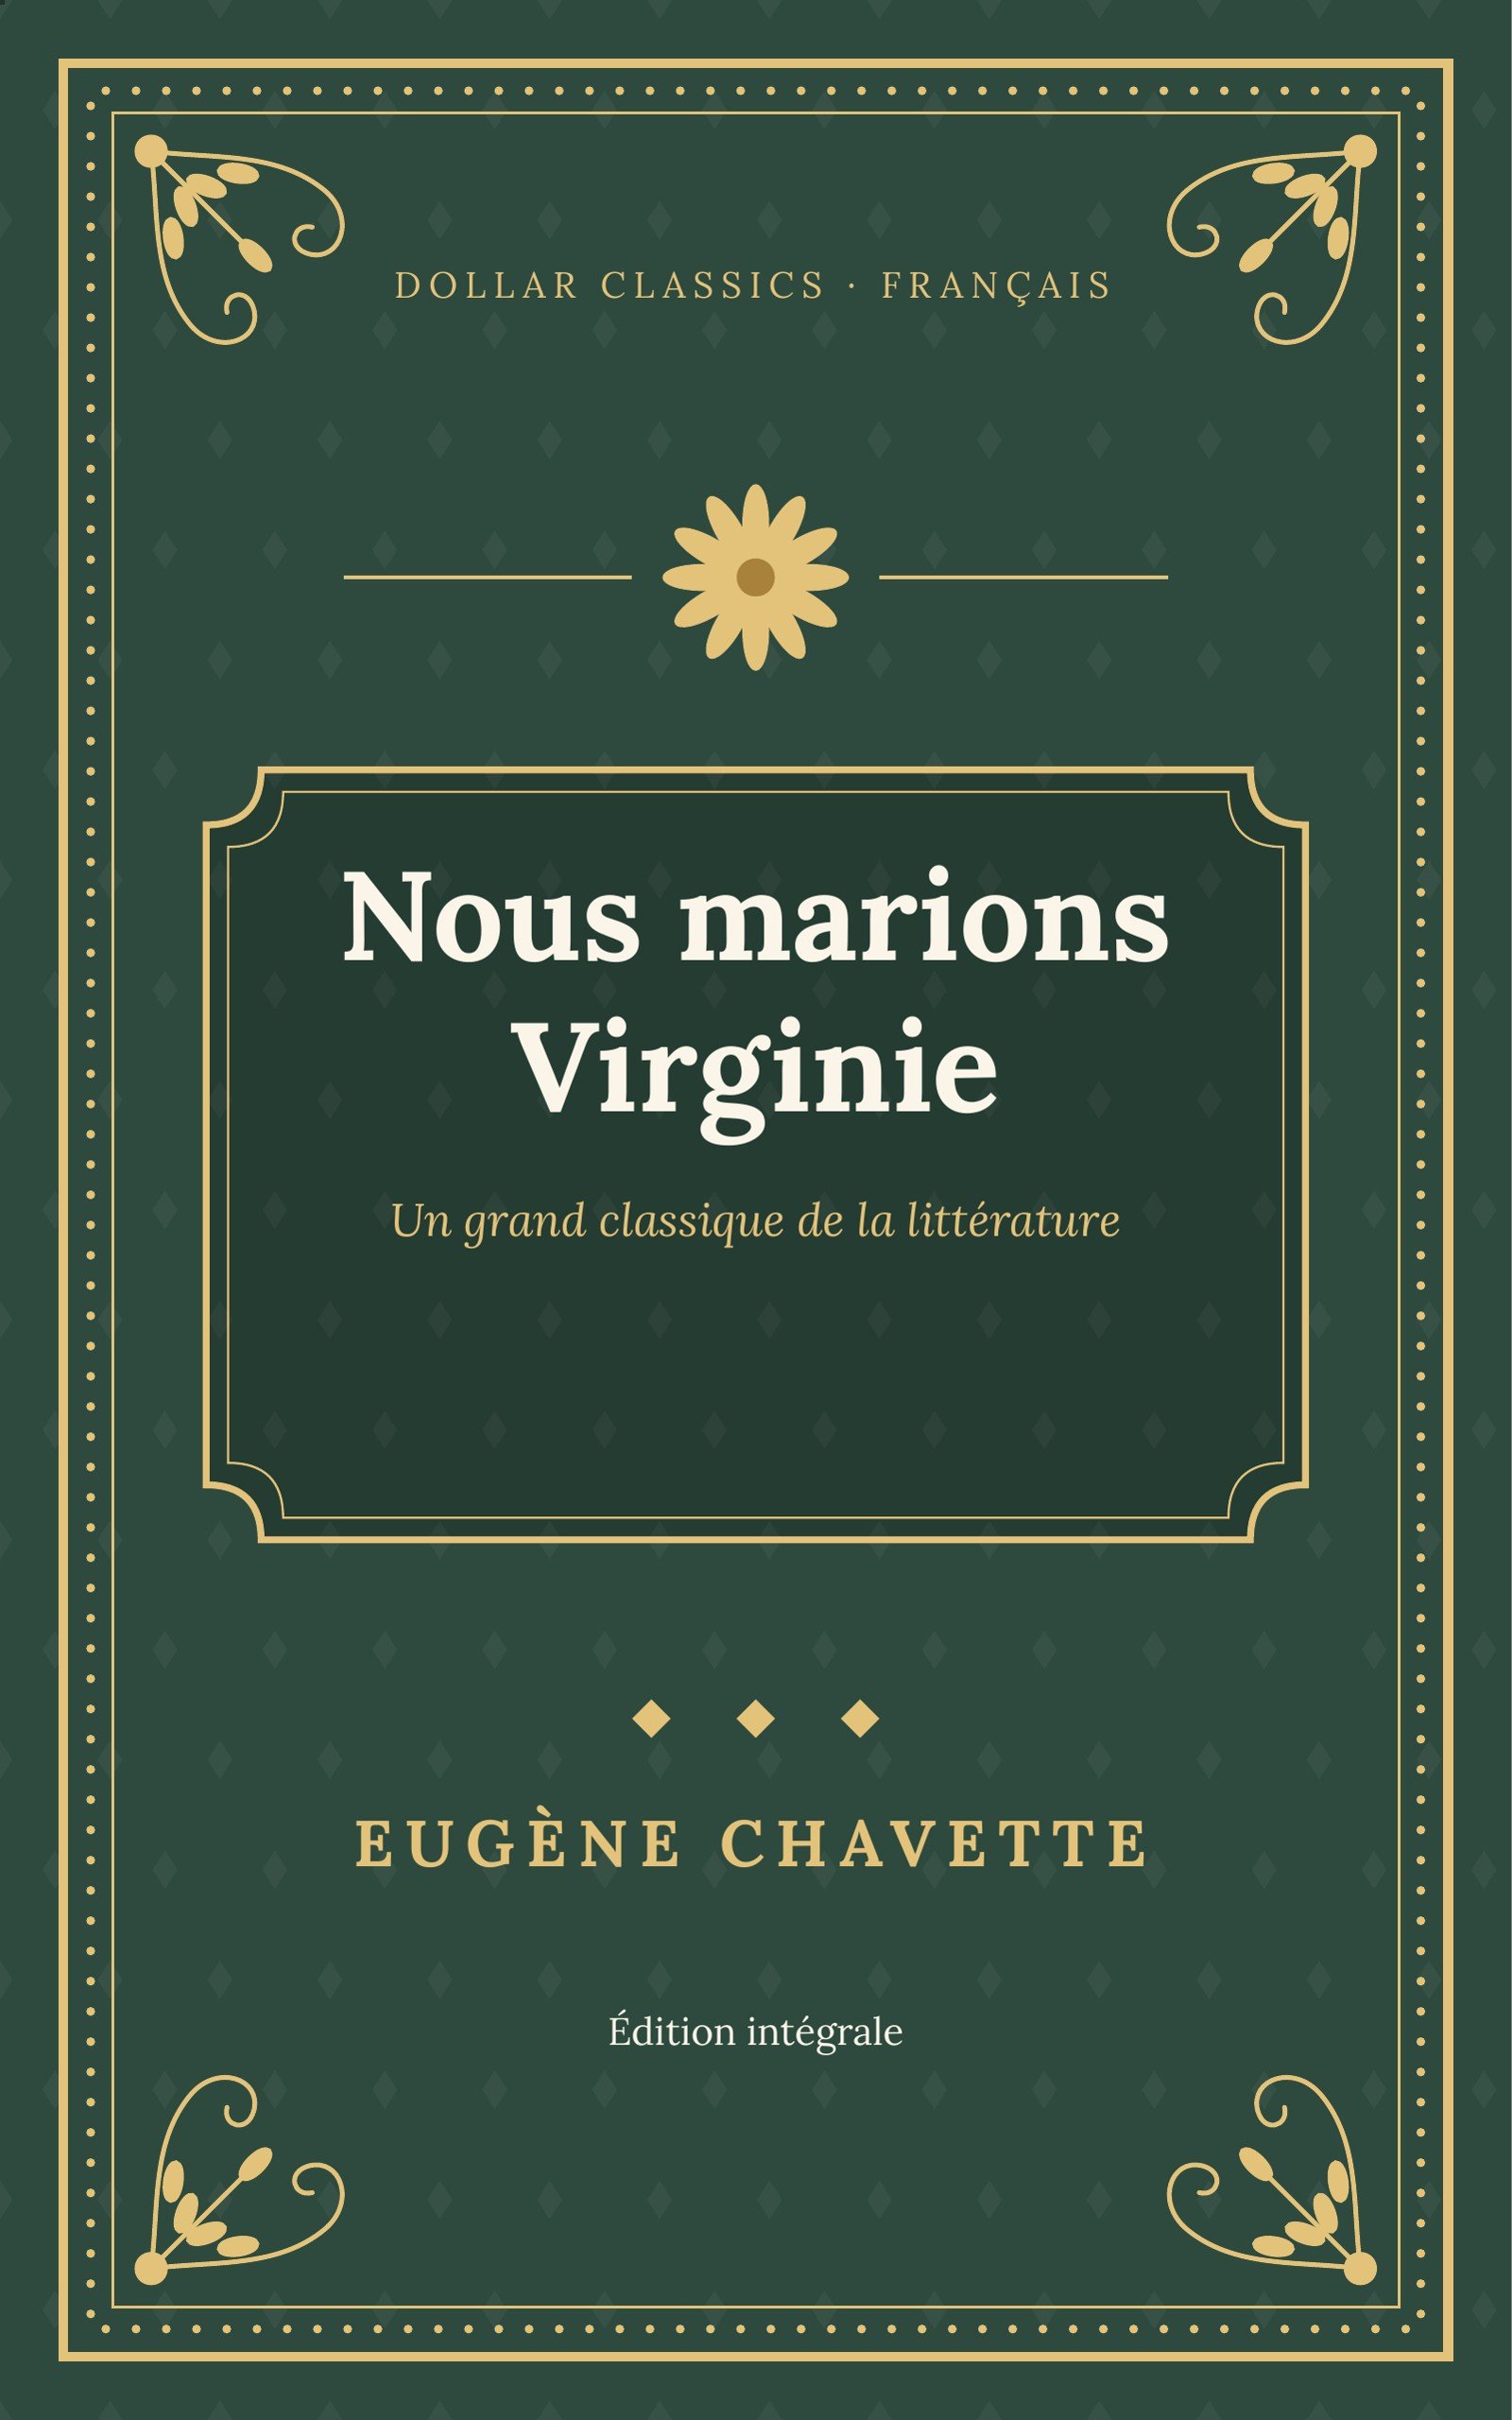 DOLLAR CLASSICS · FRANÇAIS
Nous marions
Virginie
Un grand classique de la littérature
EUGÈNE CHAVETTE
Édition intégrale